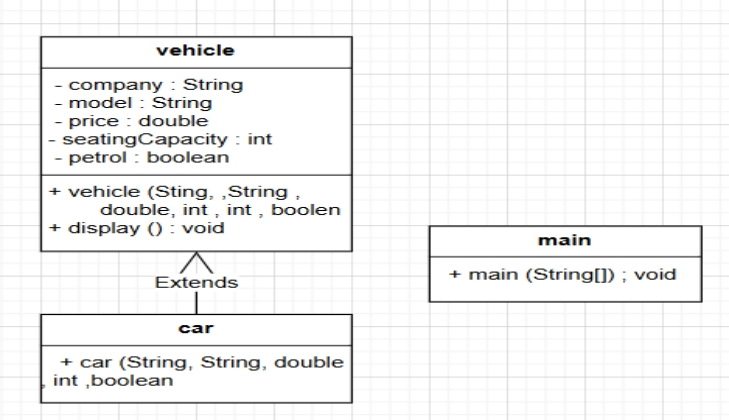 vehicle
- company : String
- model : String
- price : double
- seatingCapacity : int
- petrol : boolean
+ vehicle (Sting, ,String ,
double, int , int , boolen
+ display () : void
Extends
car
+ car (String, String, double
, int ,boolean
main
+ main (String[]) ; void